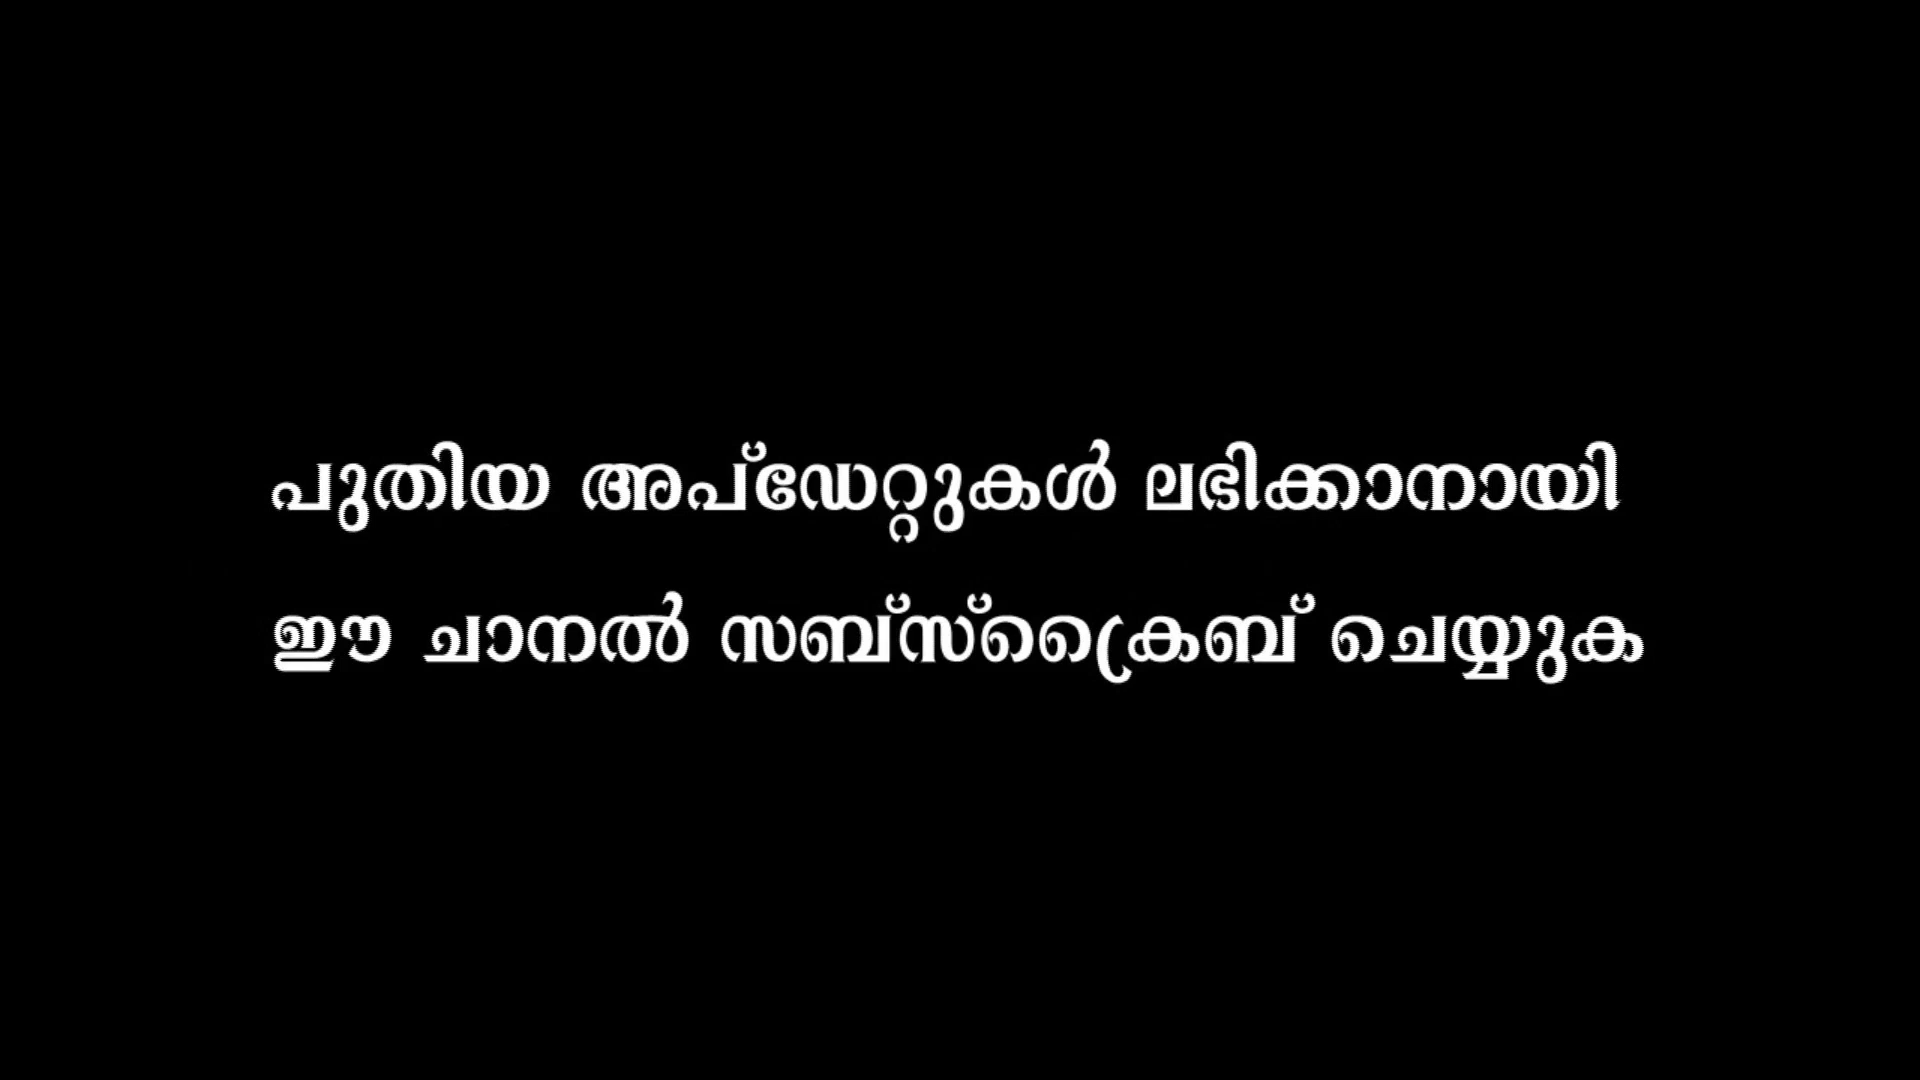 പുതിയ അപ്ഡേറ്റുകൾ ലഭിക്കാനായി
ഈ ചാനൽ സബ്സ്ക്രൈബ് ചെയ്യുക